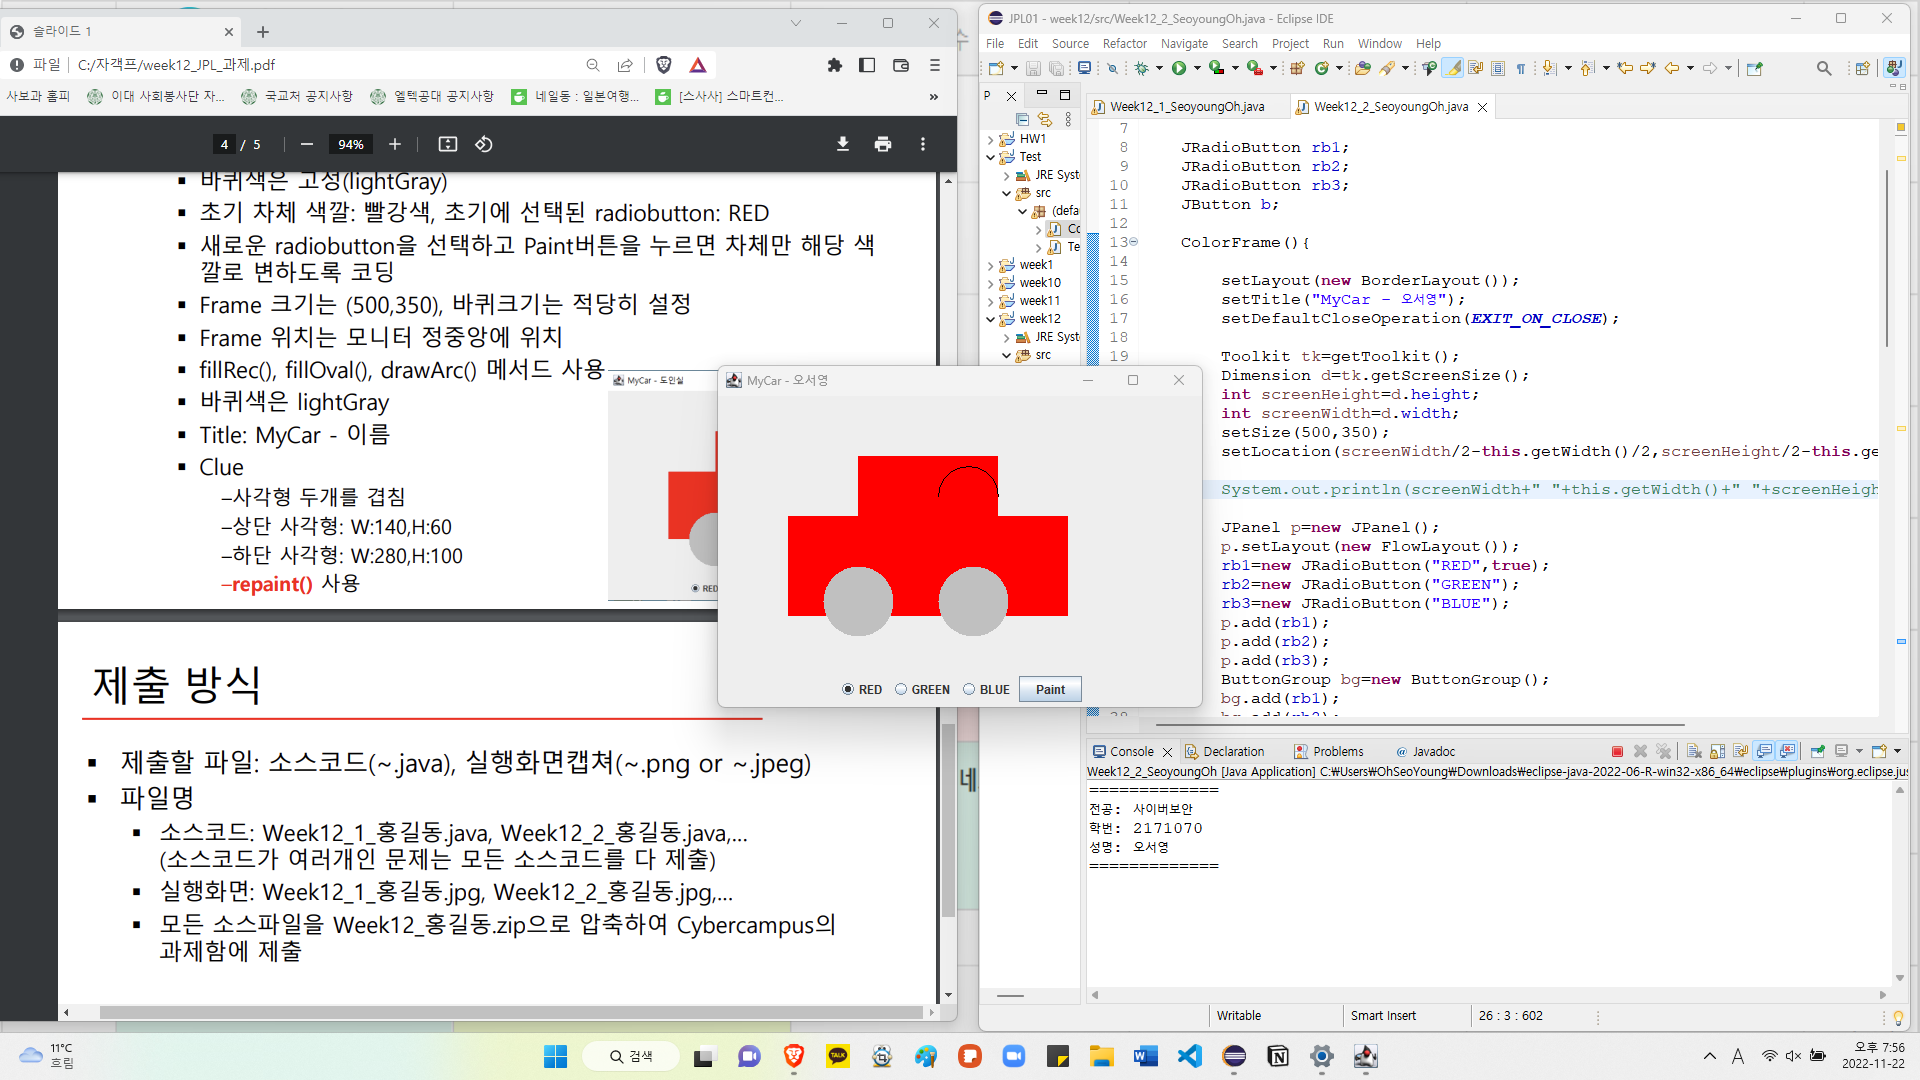 슬라이드 1
파일
C:/자객프/week12_JPL_과제.pdf
사보과 홈피
이대 사회봉사단 자...
국교처 공지사항
엘텍공대 공지사항
네일동 : 일본여행...
[스사사] 스마트컨...
»
4 / 5
94%
▪ 초기 차체 색깔: 빨강색, 초기에 선택된 radiobutton: RED
▪ 새로운 radiobutton을 선택하고 Paint버튼을 누르면 차체만 해당 색
깔로 변하도록 코딩
▪ Frame 크기는 (500,350), 바퀴크기는 적당히 설정
▪ Frame 위치는 모니터 정중앙에 위치
▪ fillRec(), fillOval(), drawArc() 메서드 사용
▪ 바퀴색은 lightGray
▪ Title: MyCar - 이름
▪ Clue
–사각형 두개를 겹침
–상단 사각형: W:140,H:60
–하단 사각형: W:280,H:100
–repaint() 사용
MyCar - 도인실
RED
제출 방식
▪ 제출할 파일: 소스코드(~.java), 실행화면캡쳐(~.png or ~.jpeg)
▪ 파일명
▪ 소스코드: Week12_1_홍길동.java, Week12_2_홍길동.java,...
(소스코드가 여러개인 문제는 모든 소스코드를 다 제출)
▪ 실행화면: Week12_1_홍길동.jpg, Week12_2_홍길동.jpg,...
▪ 모든 소스파일을 Week12_홍길동.zip으로 압축하여 Cybercampus의
과제함에 제출
네
MyCar - 오서영
RED
GREEN
BLUE
Paint
JPL01 - week12/src/Week12_2_SeoyoungOh.java - Eclipse IDE
File Edit Source Refactor Navigate Search Project Run Window Help
P
HW1
Test
JRE Syst
src
(defa
Co
Te
week1
week10
week11
week12
JRE Syst
src
Week12_1_SeoyoungOh.java
Week12_2_SeoyoungOh.java
7
8 JRadioButton rb1;
9 JRadioButton rb2;
10 JRadioButton rb3;
11 JButton b;
12
13 ColorFrame(){
14
15 setLayout(new BorderLayout());
16 setTitle("MyCar - 오서영");
17 setDefaultCloseOperation(EXIT_ON_CLOSE);
18
19 Toolkit tk=getToolkit();
Dimension d=tk.getScreenSize();
int screenHeight=d.height;
int screenWidth=d.width;
setSize(500,350);
setLocation(screenWidth/2-this.getWidth()/2,screenHeight/2-this.ge
System.out.println(screenWidth+" "+this.getWidth()+" "+screenHeigh
JPanel p=new JPanel();
p.setLayout(new FlowLayout());
rb1=new JRadioButton("RED",true);
rb2=new JRadioButton("GREEN");
rb3=new JRadioButton("BLUE");
p.add(rb1);
p.add(rb2);
p.add(rb3);
ButtonGroup bg=new ButtonGroup();
bg.add(rb1);
Console
Declaration
Problems
Javadoc
Week12_2_SeoyoungOh [Java Application] C:₩Users₩OhSeoYoung₩Downloads₩eclipse-java-2022-06-R-win32-x86_64₩eclipse₩plugins₩org.eclipse.jus
=============
전공: 사이버보안
학번: 2171070
성명: 오서영
=============
Writable
Smart Insert
26 : 3 : 602
11°C
흐림
검색
TALK
A
오후 7:56
2022-11-22